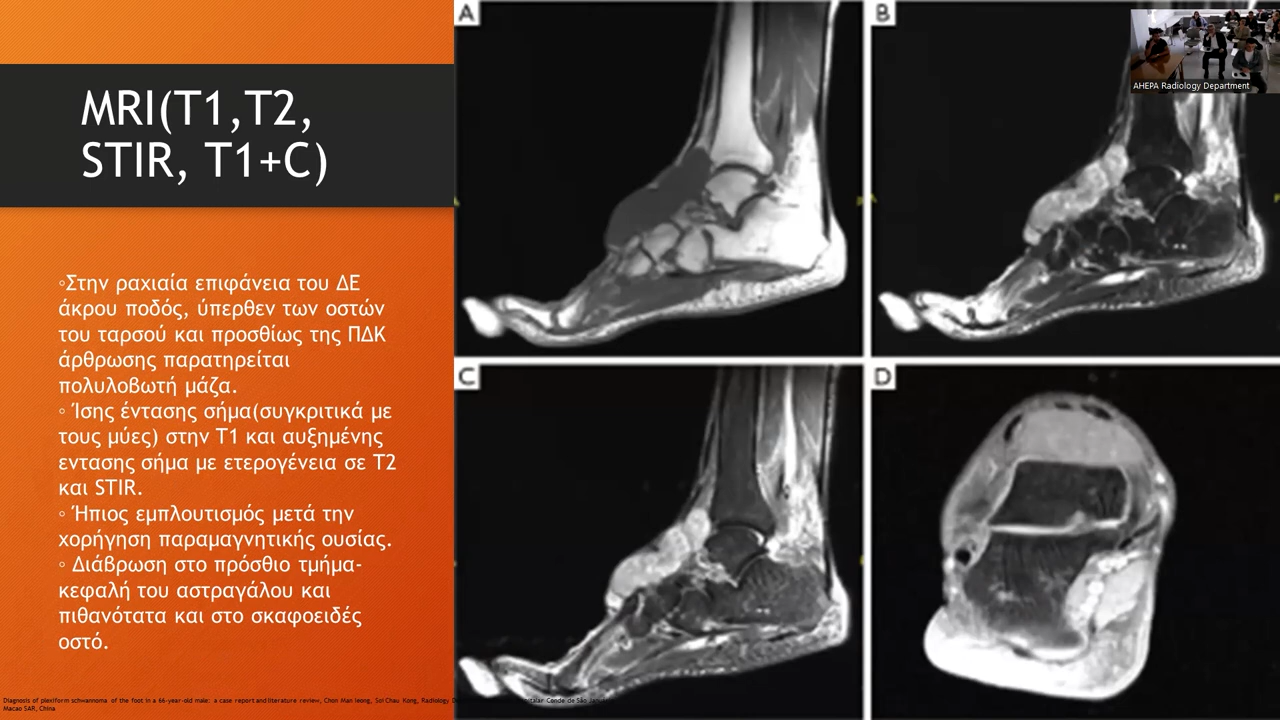 MRI(T1,T2,
STIR, T1+C)
◦Στην ραχιαία επιφάνεια του ΔΕ
άκρου ποδός, ύπερθεν των οστών
του ταρσού και προσθίως της ΠΔΚ
άρθρωσης παρατηρείται
πολυλοβωτή μάζα.
◦ Ίσης έντασης σήμα(συγκριτικά με
τους μύες) στην Τ1 και αυξημένης
εντασης σήμα με ετερογένεια σε Τ2
και STIR.
◦ Ήπιος εμπλουτισμός μετά την
χορήγηση παραμαγνητικής ουσίας.
◦ Διάβρωση στο πρόσθιο τμήμα-
κεφαλή του αστραγάλου και
πιθανότατα και στο σκαφοειδές
οστό.
A
B
AHEPA Radiology Department
C
D
Diagnosis of plexiform schwannoma of the foot in a 66-year-old male: a case report and literature review, Chon Man Ieong, Soi Chau Kong, Radiology Conde de São
Macao SAR, China